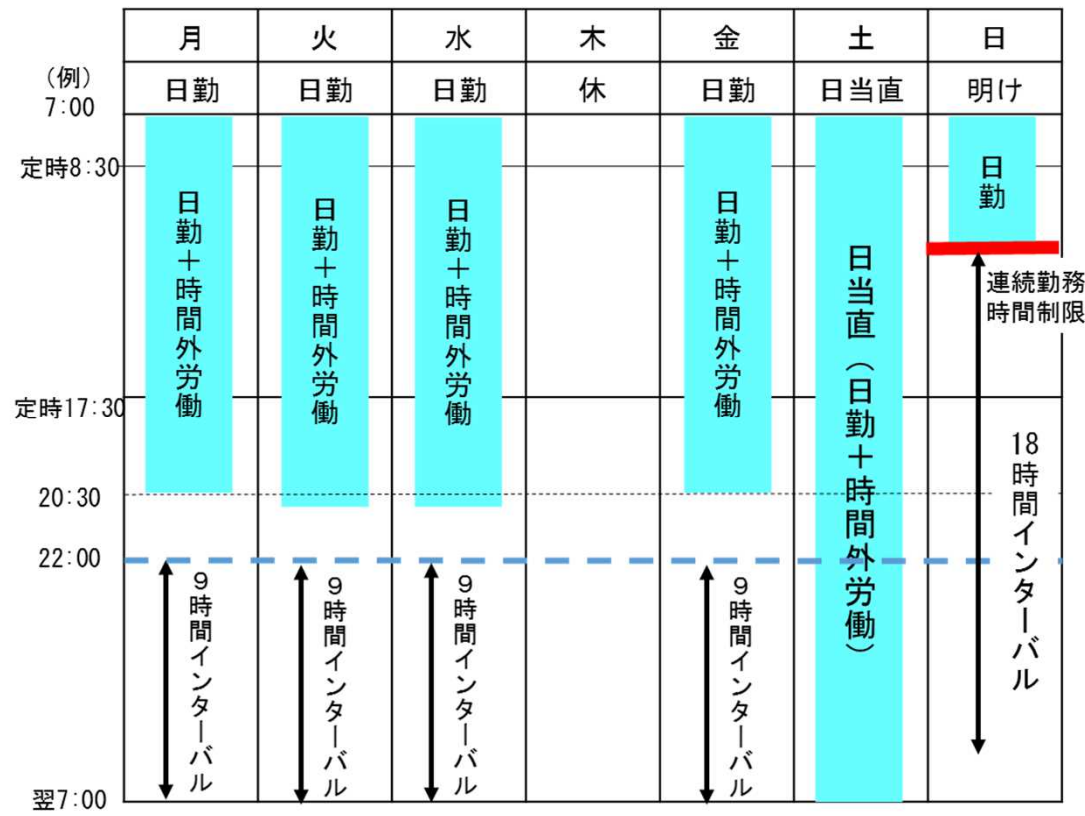 月 火 水 木 金 土 日
(例) 日勤 日勤 日勤 休 日勤 日当直 明け
7:00
定時8:30
定時17:30
20:30
22:00
翌7:00
日勤＋時間外労働
日勤＋時間外労働
日勤＋時間外労働
日勤＋時間外労働
日当直（日勤＋時間外労働）
日勤
連続勤務
時間制限
9時間インターバル
9時間インターバル
9時間インターバル
9時間インターバル
18時間インターバル